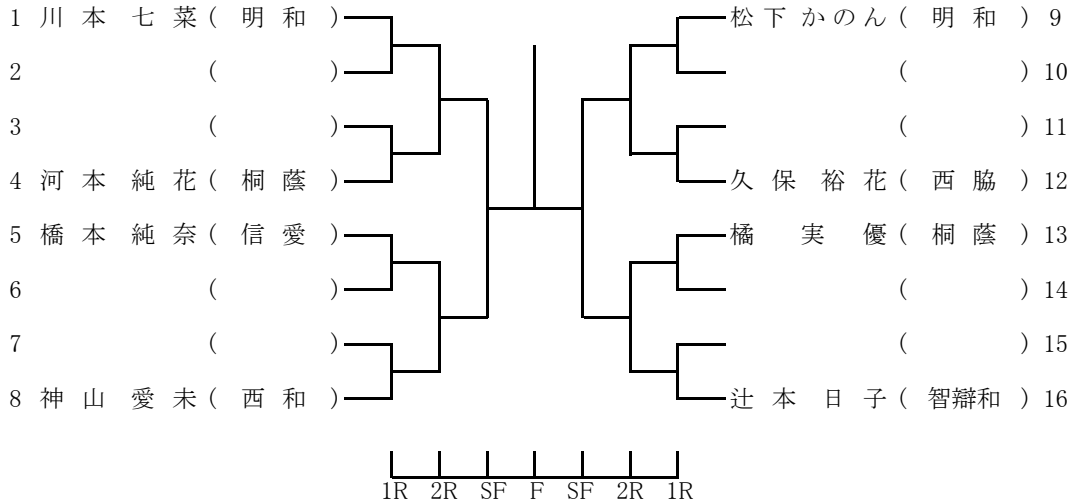 1 川本 七菜 ( 明和 )
2 ( )
3 ( )
4 河本 純花 ( 桐蔭 )
5 橋本 純奈 ( 信愛 )
6 ( )
7 ( )
8 神山 愛未 ( 西和 )
松下かのん ( 明和 ) 9
( ) 10
( ) 11
久保 裕花 ( 西脇 ) 12
橘 実優 ( 桐蔭 ) 13
( ) 14
( ) 15
辻本 日子 ( 智辯和 ) 16
1R 2R SF F SF 2R 1R